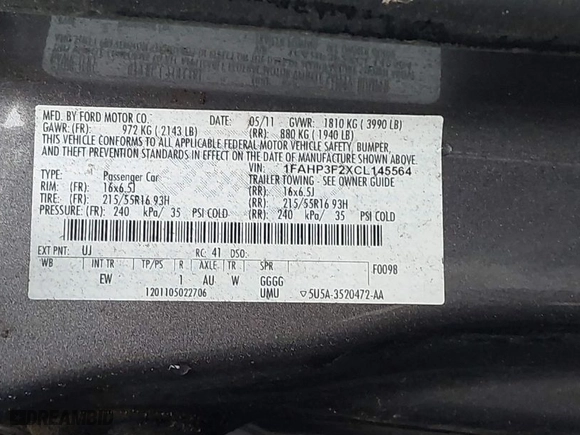 MFD. BY FORD MOTOR CO.
DATE: 05/11 GVWR: 1810 KG ( 3990 LB)
GAWR: (FR): 972 KG ( 2143 LB) (RR): 880 KG ( 1940 LB)
THIS VEHICLE CONFORMS TO ALL APPLICABLE FEDERAL MOTOR VEHICLE SAFETY, BUMPER,
AND THEFT PREVENTION STANDARDS IN EFFECT ON THE DATE OF MANUFACTURE SHOWN ABOVE.
VIN: 1FAHP3F2XCL145564
TYPE: Passenger Car TRAILER TOWING - SEE OWNER GUIDE
RIM: (FR): 16x6.5J (RR): 16x6.5J
TIRE: (FR): 215/55R16 93H (RR): 215/55R16 93H
PRESSURE: (FR): 240 kPa/ 35 PSI COLD (RR): 240 kPa/ 35 PSI COLD
EXT PNT: UJ RC: 41 DSO:
WB INT TR TP/PS R AXLE TR SPR F0098
EW 1 AU W GGGG
1201105022706 UMU ▽5U5A-3520472-AA
DREAMBID